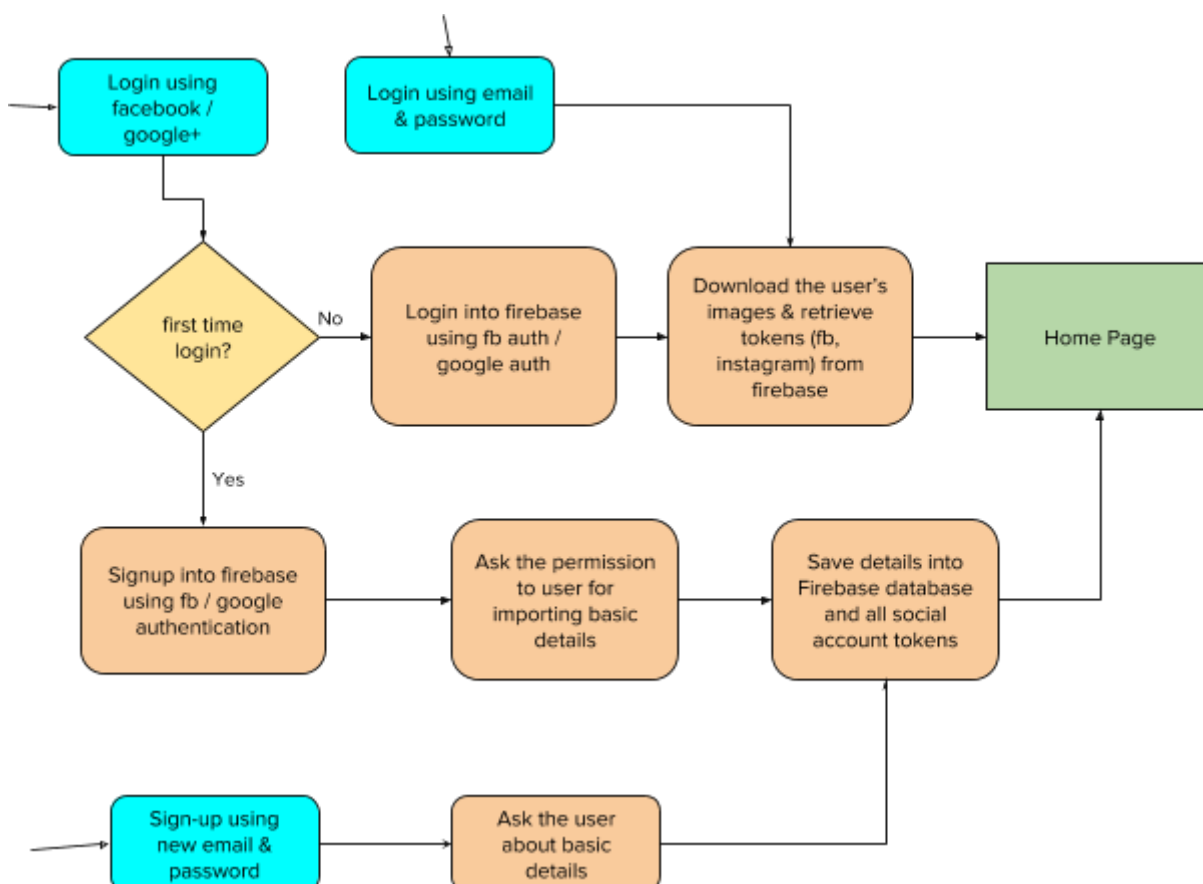 Login using
facebook /
google+
Login using email
& password
first time
login?
No
Login into firebase
using fb auth /
google auth
Download the user's
images & retrieve
tokens (fb,
instagram) from
firebase
Home Page
Yes
Signup into firebase
using fb / google
authentication
Ask the permission
to user for
importing basic
details
Save details into
Firebase database
and all social
account tokens
Sign-up using
new email &
password
Ask the user
about basic
details